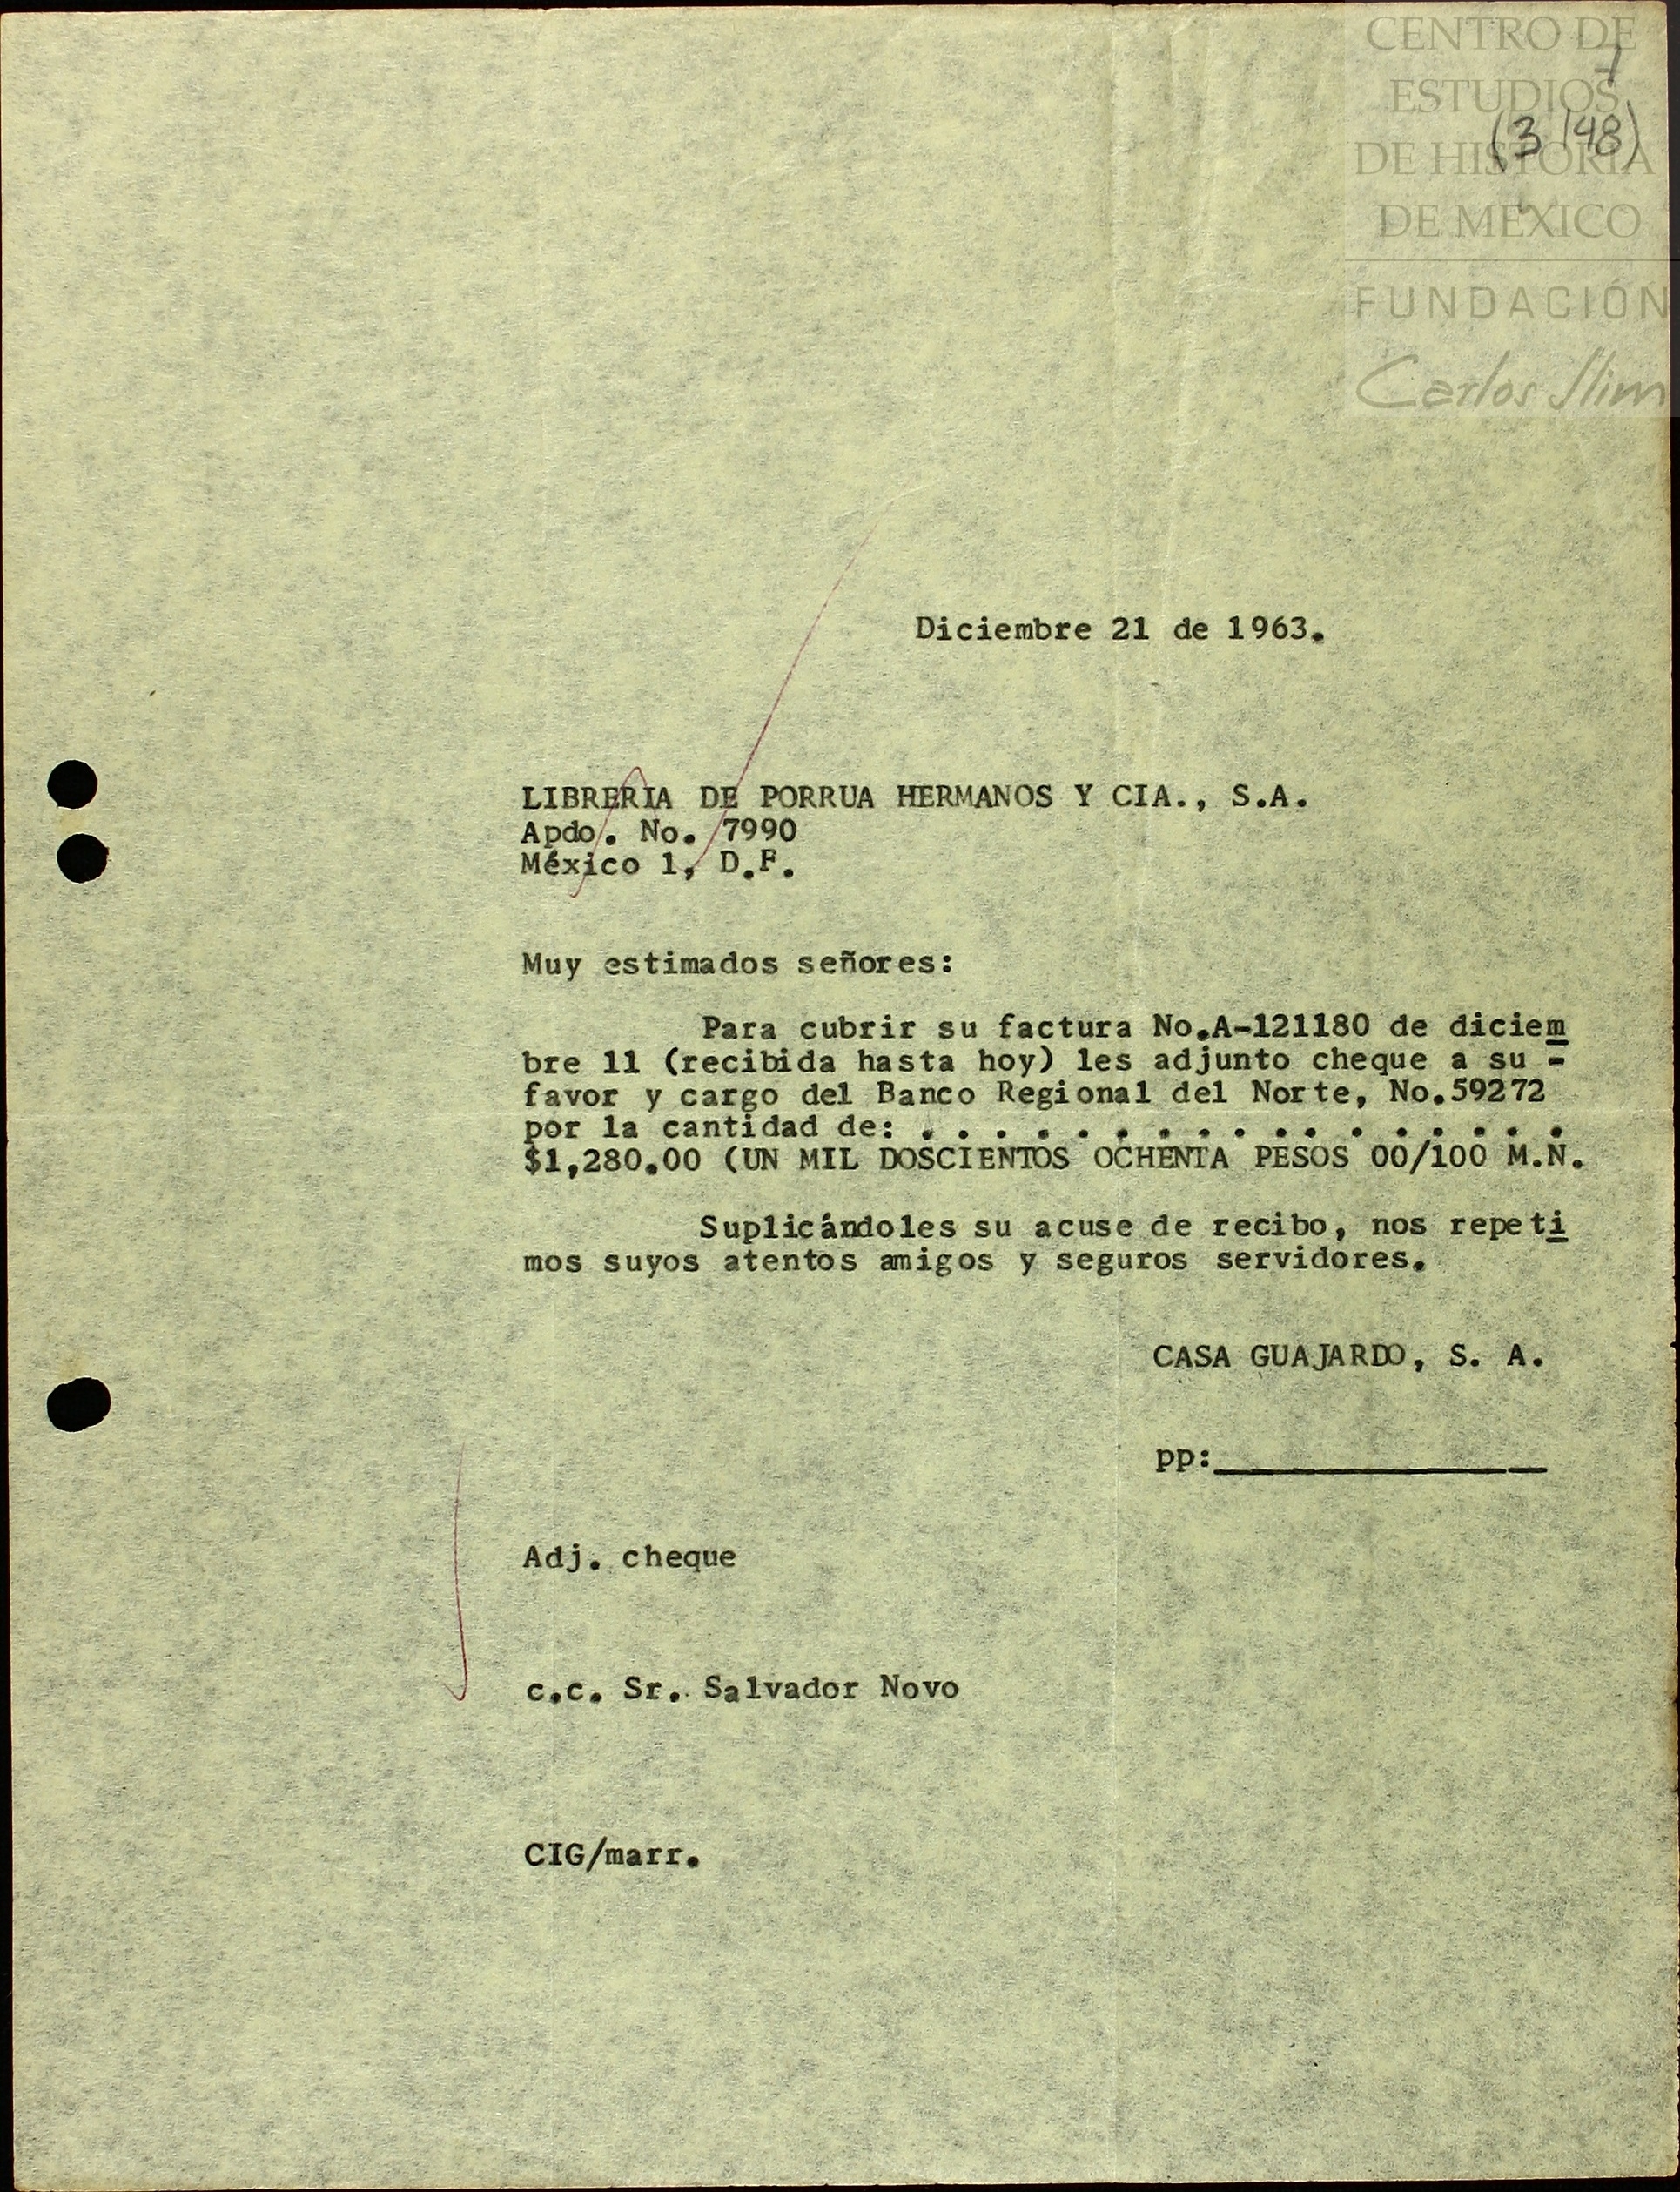 CENTRO DE
ESTUDIOS
DE HISTORIA
DE MÉXICO
FUNDACIÓN
Carlos Slim
7
(3/48)
Diciembre 21 de 1963.
LIBRERIA DE PORRUA HERMANOS Y CIA., S.A.
Apdo. No. 7990
México 1, D.F.
Muy estimados señores:
Para cubrir su factura No.A-121180 de diciem
bre 11 (recibida hasta hoy) les adjunto cheque a su -
favor y cargo del Banco Regional del Norte, No.59272
por la cantidad de: . . . . . . . . . . . . . . . . .
$1,280.00 (UN MIL DOSCIENTOS OCHENTA PESOS 00/100 M.N.
Suplicándoles su acuse de recibo, nos repeti
mos suyos atentos amigos y seguros servidores.
CASA GUAJARDO, S. A.
pp:_________________
Adj. cheque
c.c. Sr. Salvador Novo
CIG/marr.